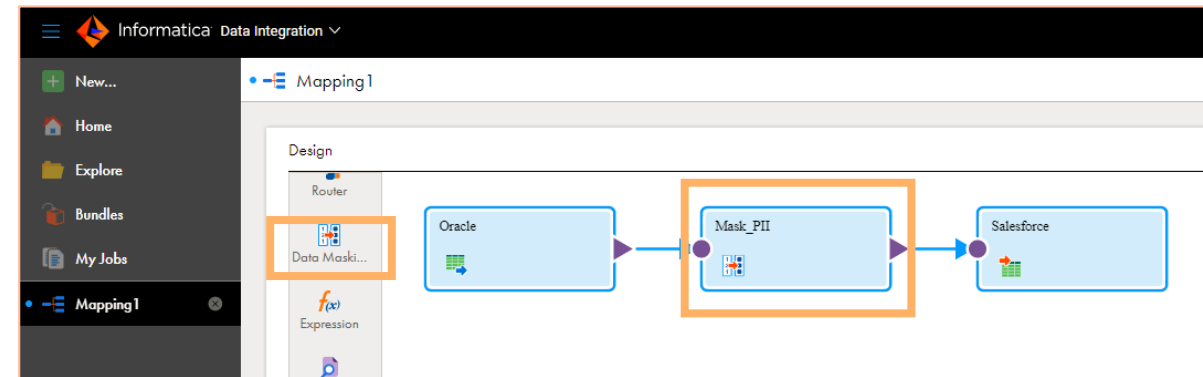 Informatica Data Integration
New...
Mapping1
Home
Design
Explore
Router
Bundles
Oracle
Mask_PII
Salesforce
My Jobs
Data Maski...
Mapping1
f(x)
Expression